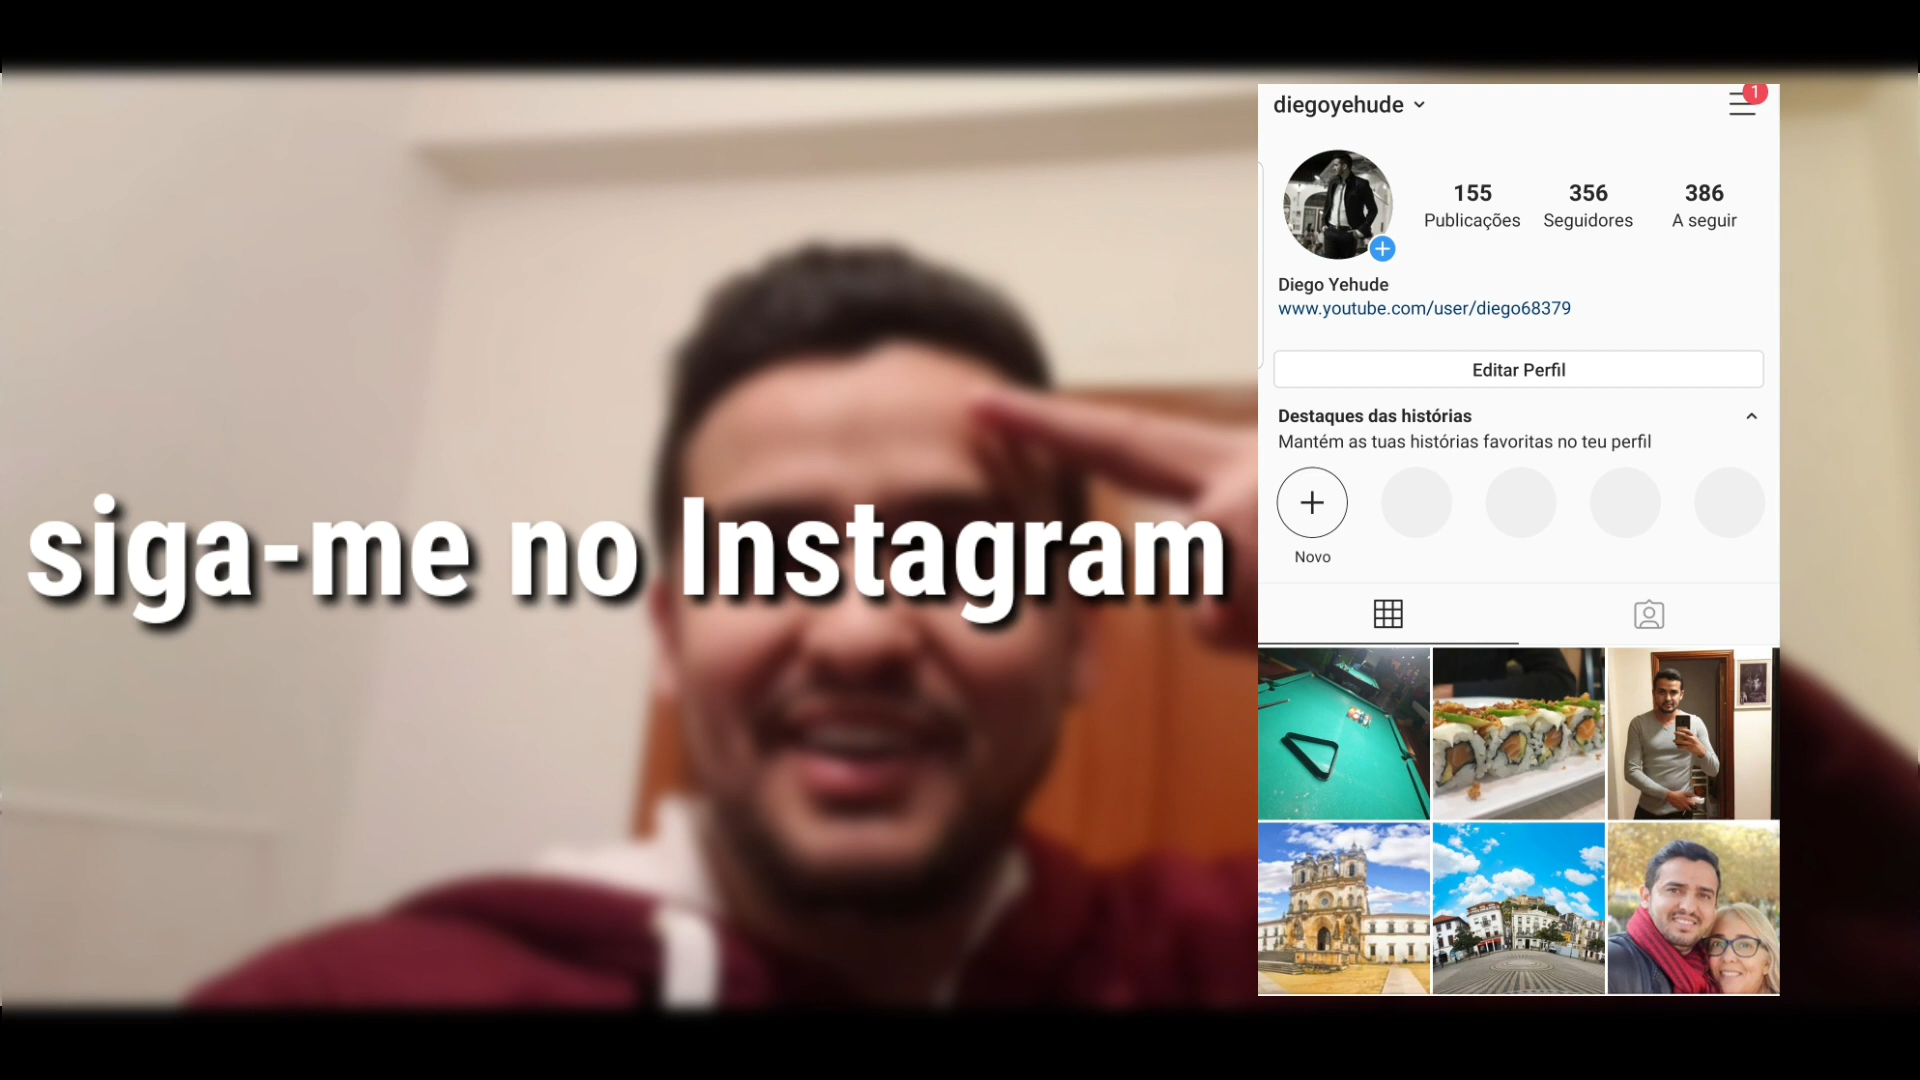 siga-me no Instagram
diegoyehude
1
155
356
386
Publicações
Seguidores
A seguir
Diego Yehude
www.youtube.com/user/diego68379
Editar Perfil
Destaques das histórias
Mantém as tuas histórias favoritas no teu perfil
Novo